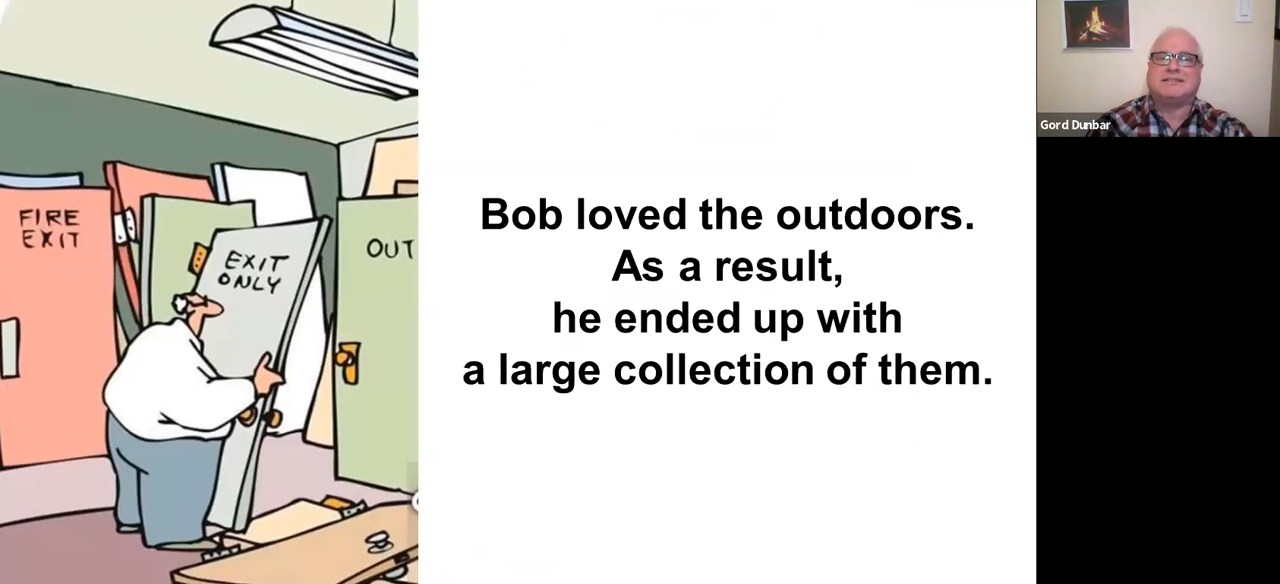 FIRE
EXIT
EXIT
ONLY
OUT
Bob loved the outdoors.
As a result,
he ended up with
a large collection of them.
Gord Dunbar